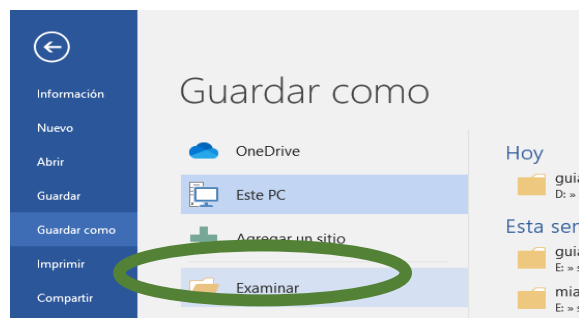 Guardar como
Información
Nuevo
Abrir
Guardar
Guardar como
Imprimir
Compartir
OneDrive
Este PC
Agregar un sitio
Examinar
Hoy
D: »
Esta
E: »
E: »